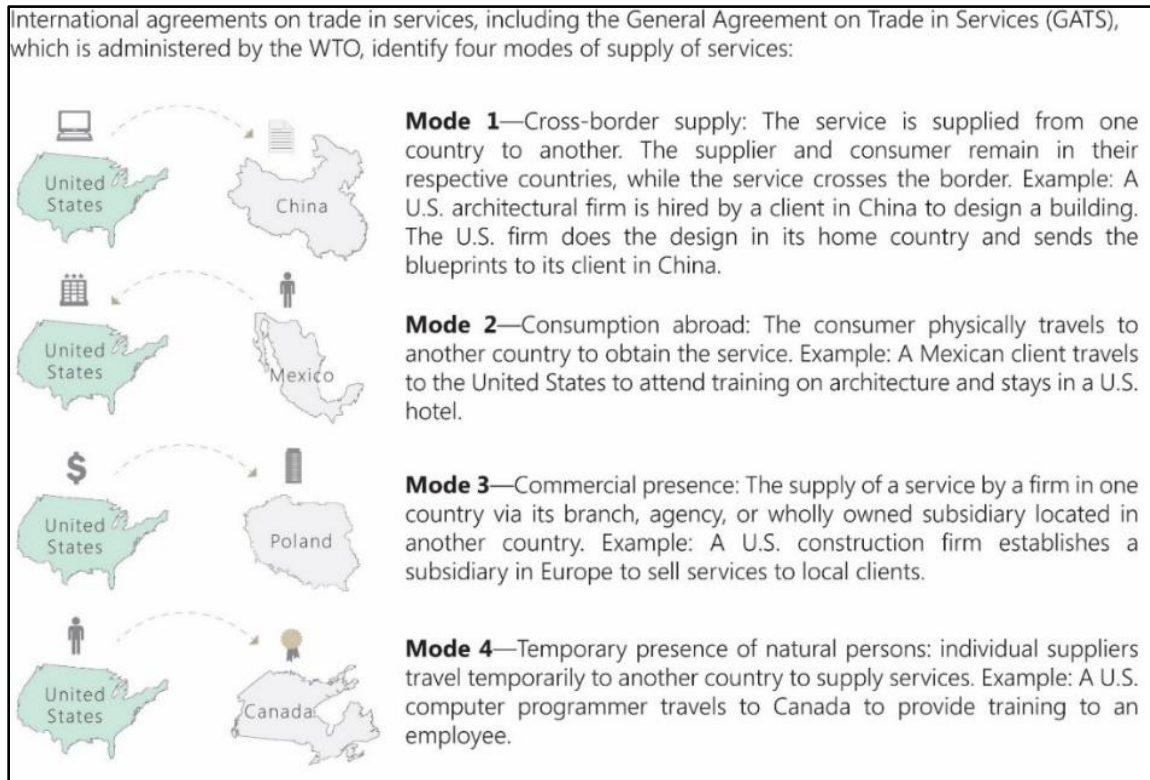 International agreements on trade in services, including the General Agreement on Trade in Services (GATS),
which is administered by the WTO, identify four modes of supply of services:
United
States
China
Mode 1—Cross-border supply: The service is supplied from one
country to another. The supplier and consumer remain in their
respective countries, while the service crosses the border. Example: A
U.S. architectural firm is hired by a client in China to design a building.
The U.S. firm does the design in its home country and sends the
blueprints to its client in China.
United
States
Mexico
Mode 2—Consumption abroad: The consumer physically travels to
another country to obtain the service. Example: A Mexican client travels
to the United States to attend training on architecture and stays in a U.S.
hotel.
$
United
States
Poland
Mode 3—Commercial presence: The supply of a service by a firm in one
country via its branch, agency, or wholly owned subsidiary located in
another country. Example: A U.S. construction firm establishes a
subsidiary in Europe to sell services to local clients.
United
States
Canada
Mode 4—Temporary presence of natural persons: individual suppliers
travel temporarily to another country to supply services. Example: A U.S.
computer programmer travels to Canada to provide training to an
employee.